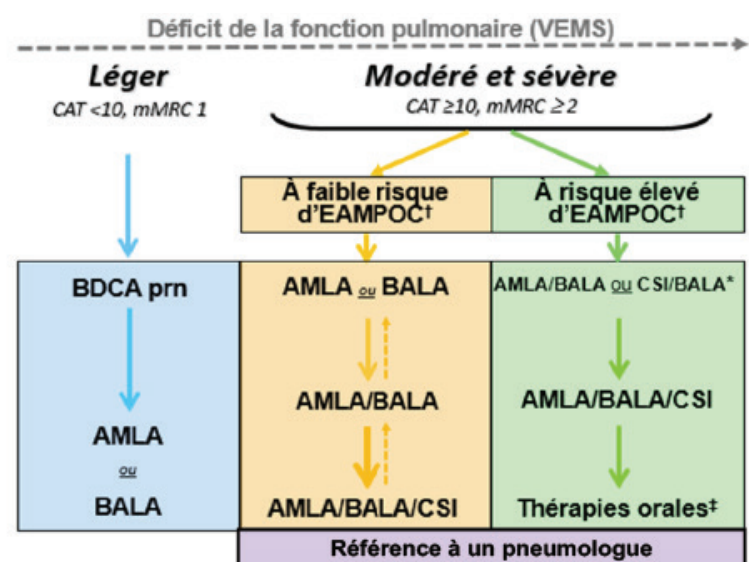 Déficit de la fonction pulmonaire (VEMS)
Léger
CAT <10, mMRC 1
Modéré et sévère
CAT ≥10, mMRC ≥ 2
À faible risque
d’EAMPOC†
À risque élevé
d’EAMPOC†
BDCA prn
AMLA
ou
BALA
AMLA ou BALA
AMLA/BALA
AMLA/BALA/CSI
AMLA/BALA ou CSI/BALA*
AMLA/BALA/CSI
Thérapies orales‡
Référence à un pneumologue